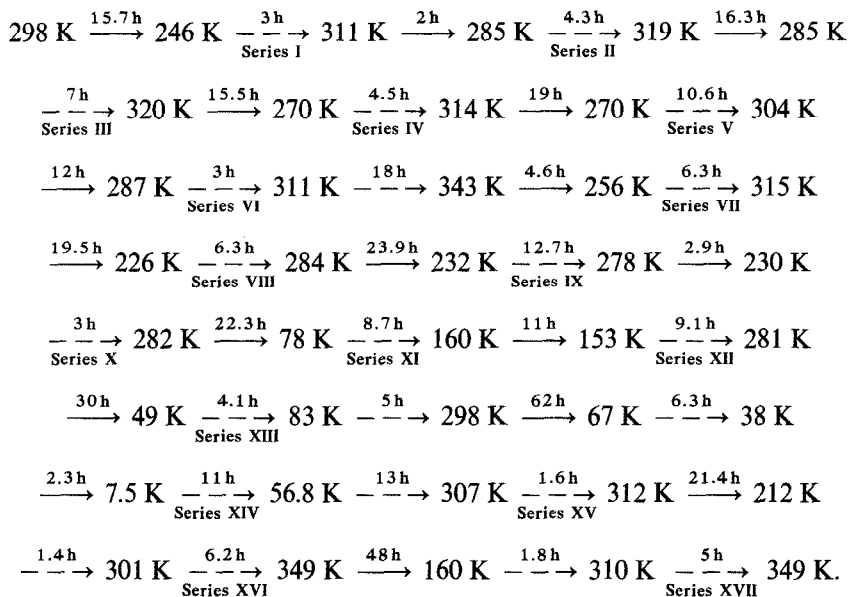 298 K 15.7h⟶ 246 K 3h– – → Series I 311 K 2h⟶ 285 K 4.3h– – → Series II 319 K 16.3h⟶ 285 K
7h– – → Series III 320 K 15.5h⟶ 270 K 4.5h– – → Series IV 314 K 19h⟶ 270 K 10.6h– – → Series V 304 K
12h⟶ 287 K 3h– – → Series VI 311 K 18h– – → 343 K 4.6h⟶ 256 K 6.3h– – → Series VII 315 K
19.5h⟶ 226 K 6.3h– – → Series VIII 284 K 23.9h⟶ 232 K 12.7h– – → Series IX 278 K 2.9h⟶ 230 K
3h– – → Series X 282 K 22.3h⟶ 78 K 8.7h– – → Series XI 160 K 11h⟶ 153 K 9.1h– – → Series XII 281 K
30h⟶ 49 K 4.1h– – → Series XIII 83 K 5h– – → 298 K 62h⟶ 67 K 6.3h– – → 38 K
2.3h⟶ 7.5 K 11h– – → Series XIV 56.8 K 13h– – → 307 K 1.6h– – → Series XV 312 K 21.4h⟶ 212 K
1.4h– – → 301 K 6.2h– – → Series XVI 349 K 48h⟶ 160 K 1.8h– – → 310 K 5h– – → Series XVII 349 K.